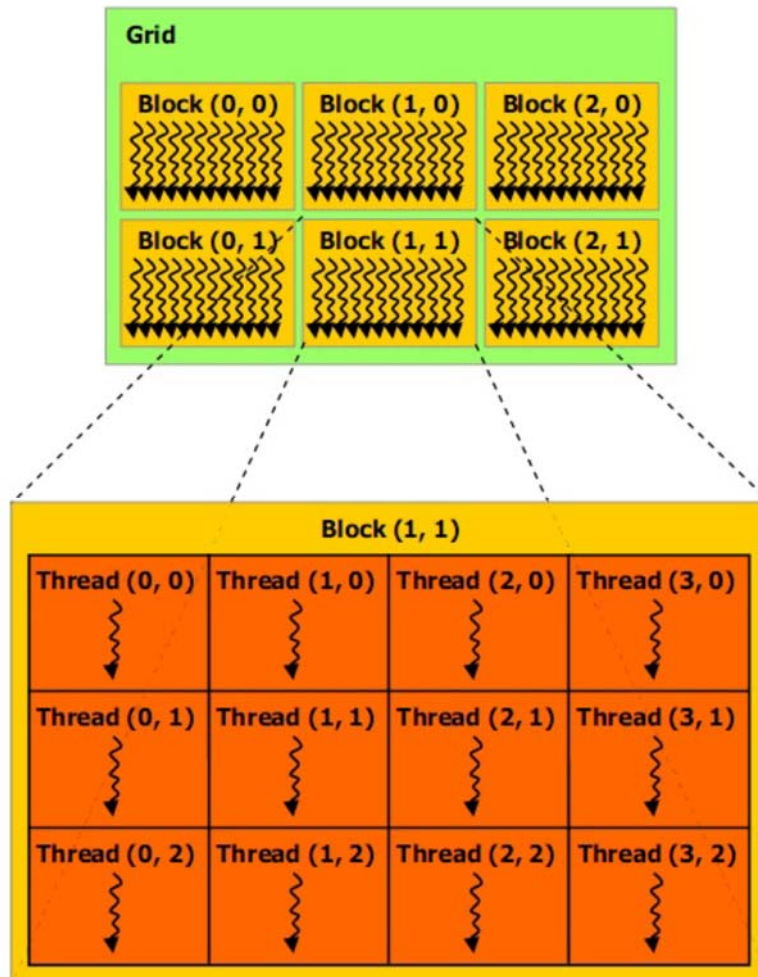 Grid
Block (0, 0) Block (1, 0) Block (2, 0)
Block (0, 1) Block (1, 1) Block (2, 1)
Block (1, 1)
Thread (0, 0) Thread (1, 0) Thread (2, 0) Thread (3, 0)
Thread (0, 1) Thread (1, 1) Thread (2, 1) Thread (3, 1)
Thread (0, 2) Thread (1, 2) Thread (2, 2) Thread (3, 2)